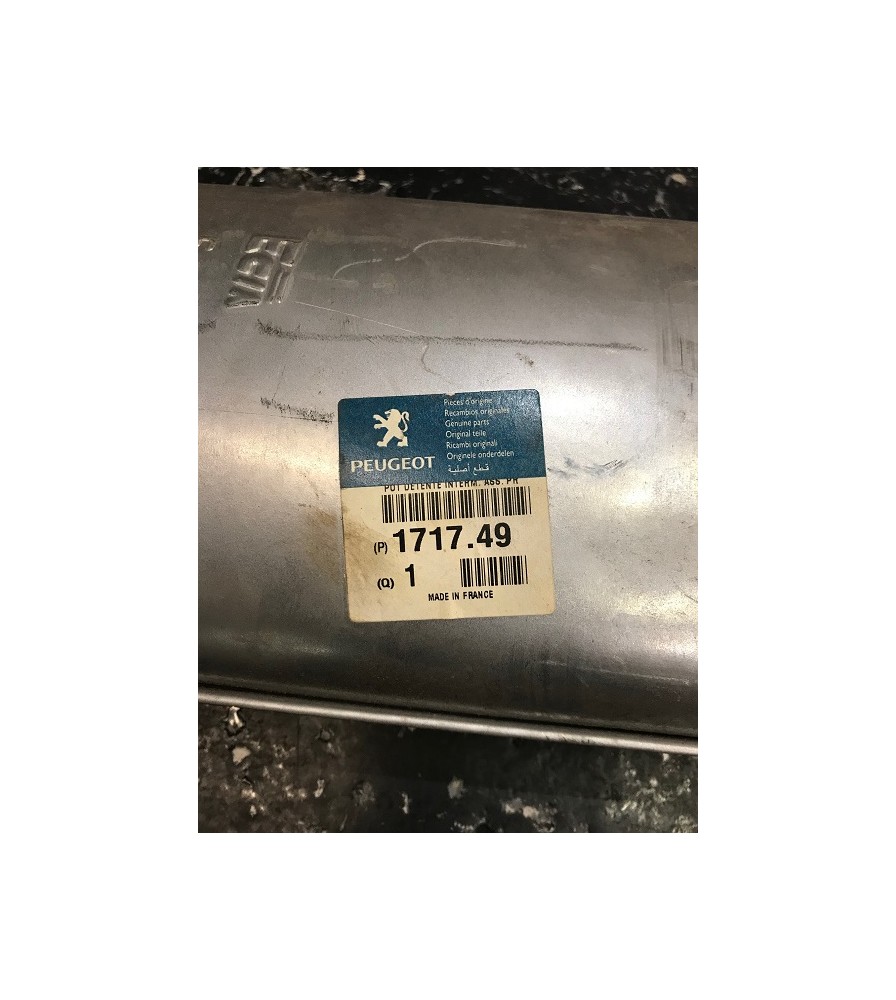 Pièces d'origine
Recambios originales
Genuine parts
Original teile
Ricambi originali
Originele onderdelen
قطع أصلية
PEUGEOT
POT DETENTE INTERM. ASS. PR
(P) 1717.49
(Q) 1
MADE IN FRANCE